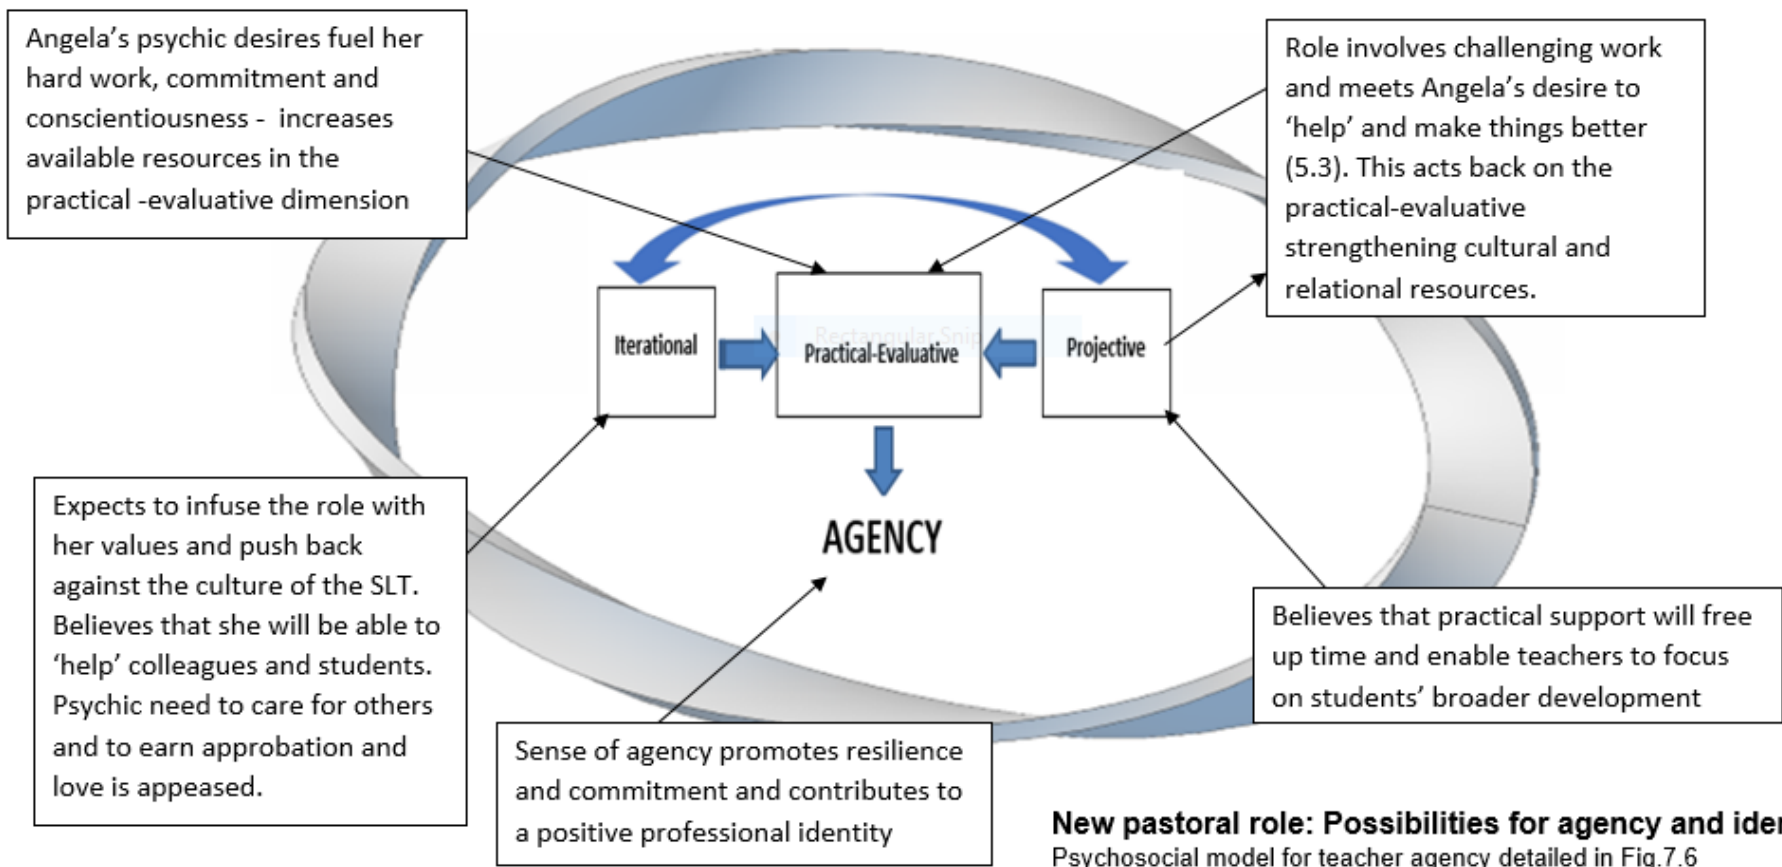 Angela’s psychic desires fuel her
hard work, commitment and
conscientiousness -  increases
available resources in the
practical -evaluative dimension
Role involves challenging work
and meets Angela’s desire to
‘help’ and make things better
(5.3). This acts back on the
practical-evaluative
strengthening cultural and
relational resources.
Iterational
Rectangular Snip
Practical-Evaluative
Projective
AGENCY
Expects to infuse the role with
her values and push back
against the culture of the SLT.
Believes that she will be able to
‘help’ colleagues and students.
Psychic need to care for others
and to earn approbation and
love is appeased.
Believes that practical support will free
up time and enable teachers to focus
on students’ broader development
Sense of agency promotes resilience
and commitment and contributes to
a positive professional identity
New pastoral role: Possibilities for agency and
Psychosocial model for teacher agency detailed in Fig.7.6